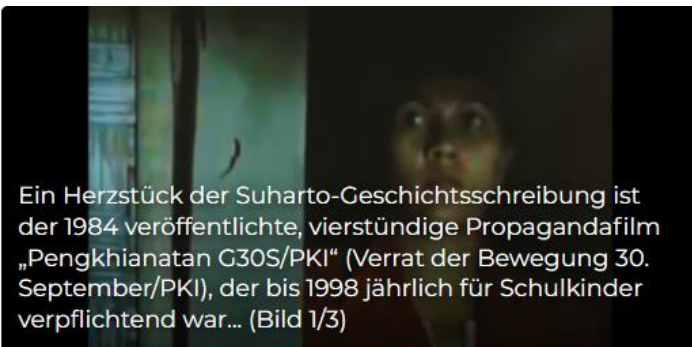 Ein Herzstück der Suharto-Geschichtsschreibung ist
der 1984 veröffentlichte, vierstündige Propagandafilm
„Pengkhianatan G30S/PKI“ (Verrat der Bewegung 30.
September/PKI), der bis 1998 jährlich für Schulkinder
verpflichtend war... (Bild 1/3)